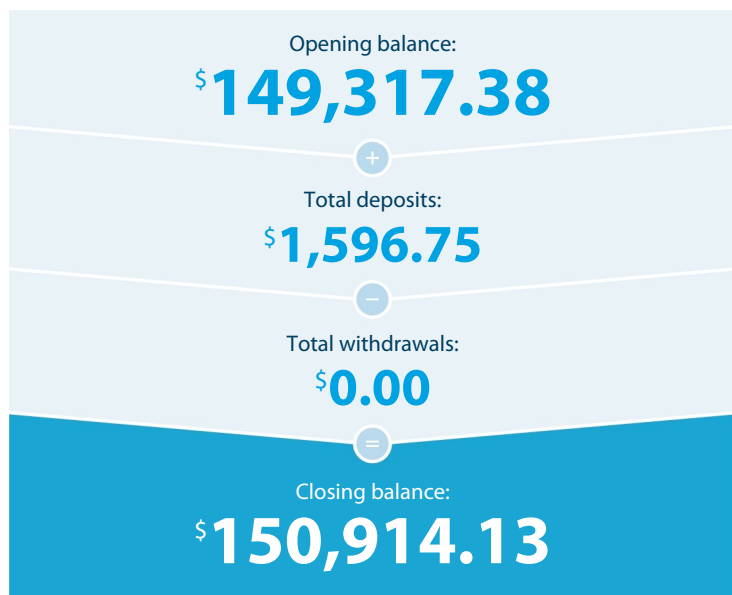 Opening balance:
$149,317.38
+
Total deposits:
$1,596.75
−
Total withdrawals:
$0.00
=
Closing balance:
$150,914.13